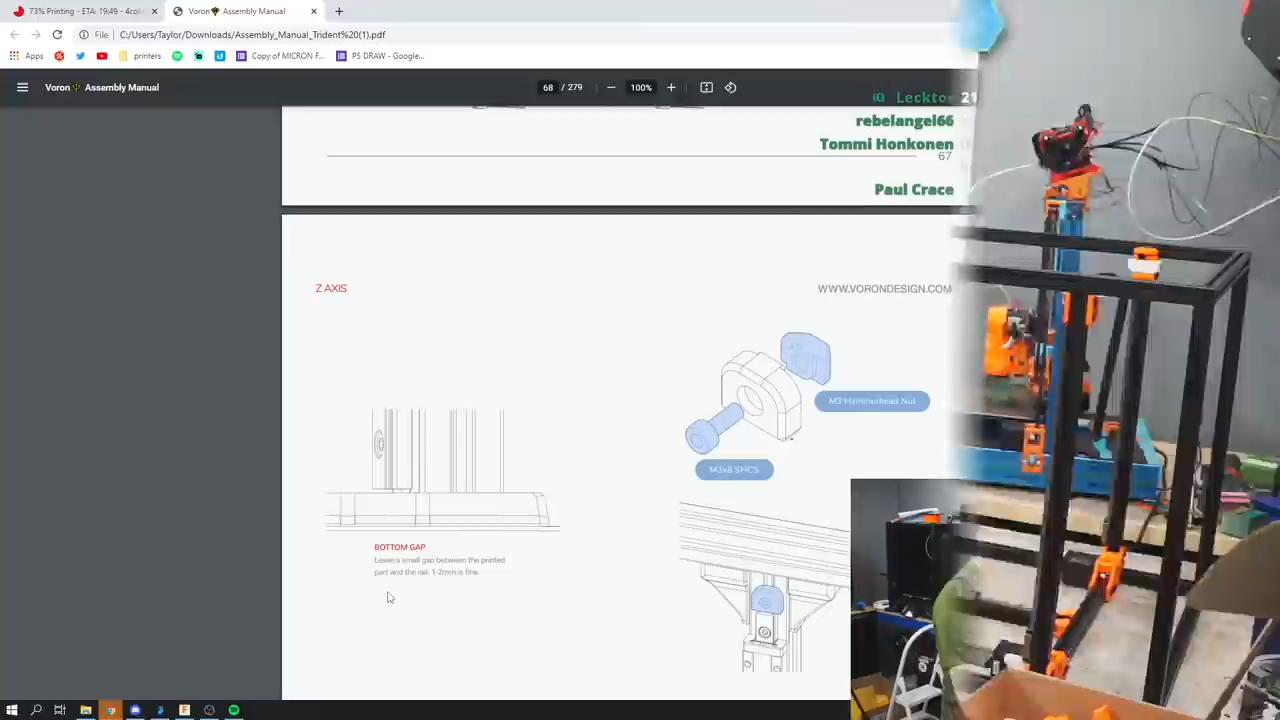 73% Printing - ETA: 19:49 - 4colo
Voron Assembly Manual
File
C:/Users/Taylor/Downloads/Assembly_Manual_Trident%20(1).pdf
Apps
printers
Copy of MICRON F...
PS DRAW - Google...
Voron Assembly Manual
68 / 279
100%
Lecktor 21
rebelangel66
Tommi Honkonen
67
Paul Crace
Z AXIS
WWW.VORONDESIGN.COM
M3 Hammerhead Nut
M3x8 SHCS
BOTTOM GAP
Leave a small gap between the printed
part and the rail. 1-2mm is fine.